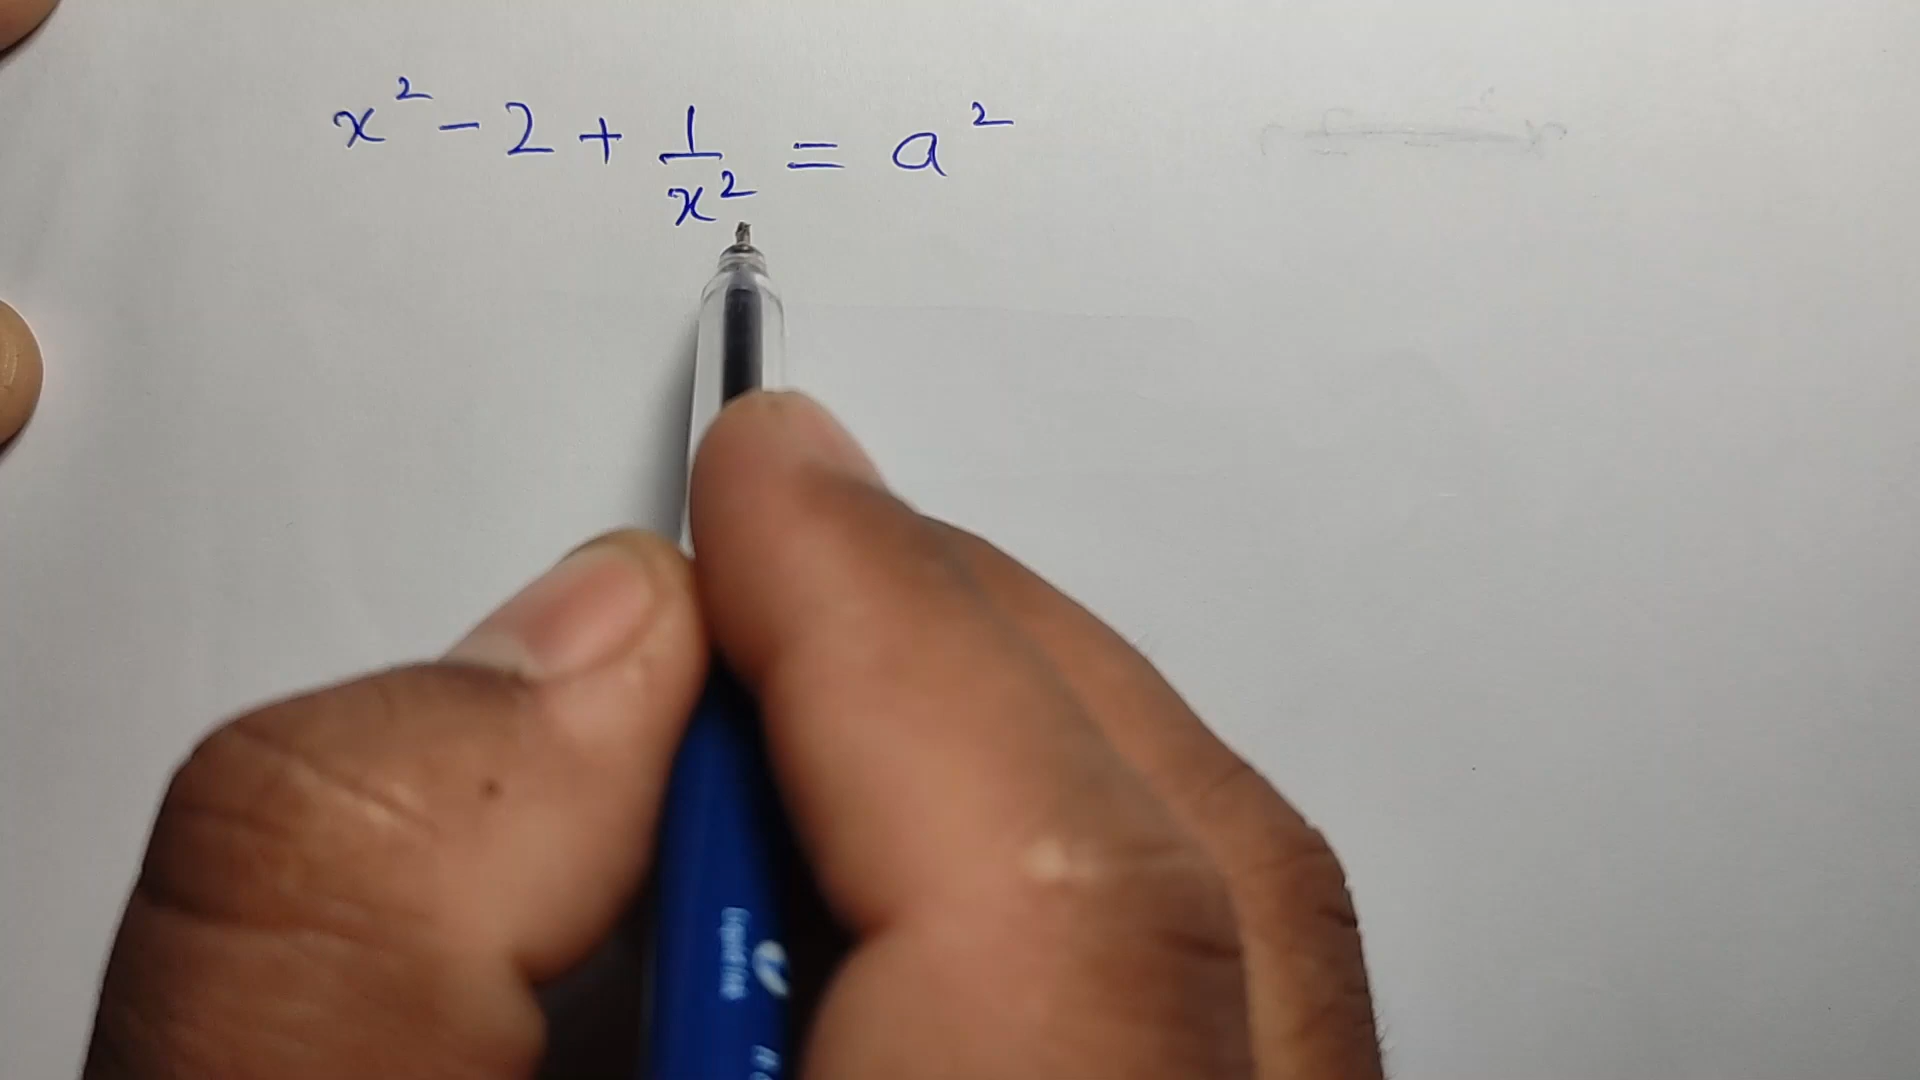 x² - 2 + 1/x² = a²